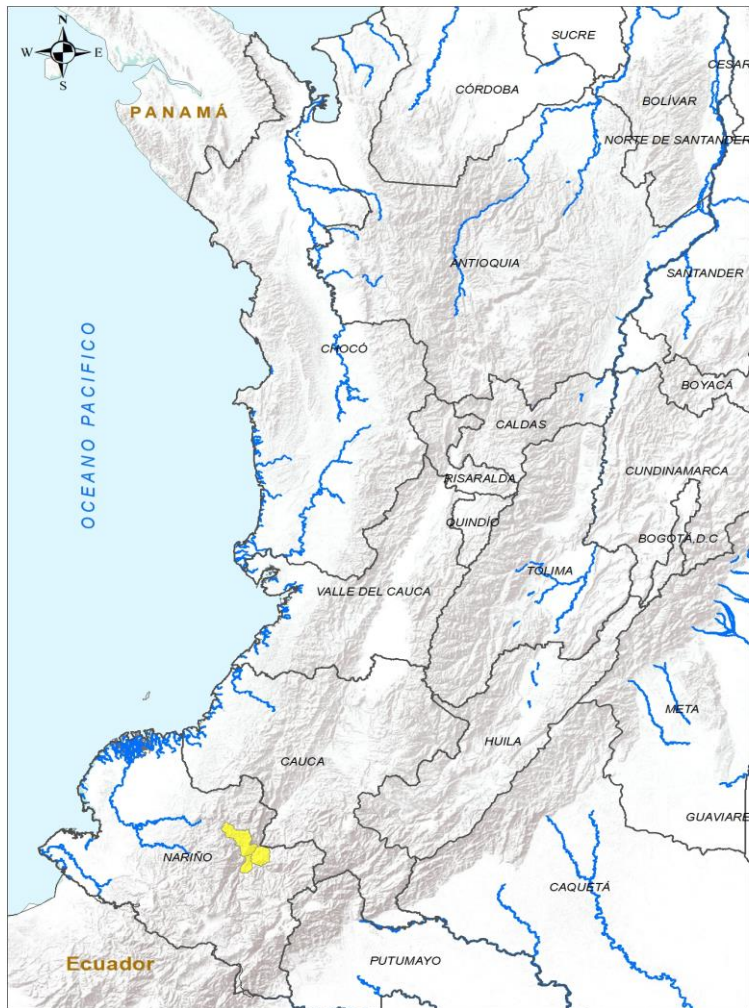 N
W E
S
SUCRE
CESAR
CÓRDOBA
BOLÍVAR
PANAMÁ
NORTE DE SANTANDER
ANTIOQUIA
SANTANDER
OCEANO PACIFICO
CHOCÓ
BOYACÁ
CALDAS
CUNDINAMARCA
RISARALDA
QUINDÍO
BOGOTÁ,D.C
TOLIMA
VALLE DEL CAUCA
META
HUILA
CAUCA
GUAVIARE
NARIÑO
CAQUETÁ
Ecuador
PUTUMAYO